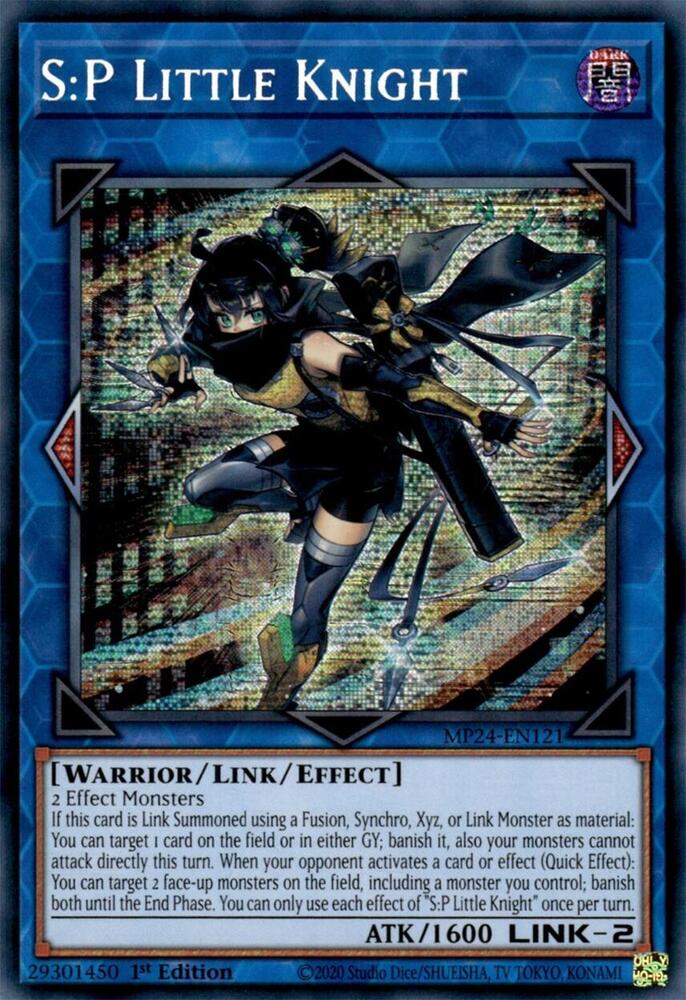 S:P LITTLE KNIGHT
DARK
闇
MP24-EN121
[WARRIOR/LINK/EFFECT]
2 Effect Monsters
If this card is Link Summoned using a Fusion, Synchro, Xyz, or Link Monster as material:
You can target 1 card on the field or in either GY; banish it, also your monsters cannot
attack directly this turn. When your opponent activates a card or effect (Quick Effect):
You can target 2 face-up monsters on the field, including a monster you control; banish
both until the End Phase. You can only use each effect of "S:P Little Knight" once per turn.
ATK/1600 LINK-2
29301450 1st Edition ©2020 Studio Dice/SHUEISHA, TV TOKYO, KONAMI